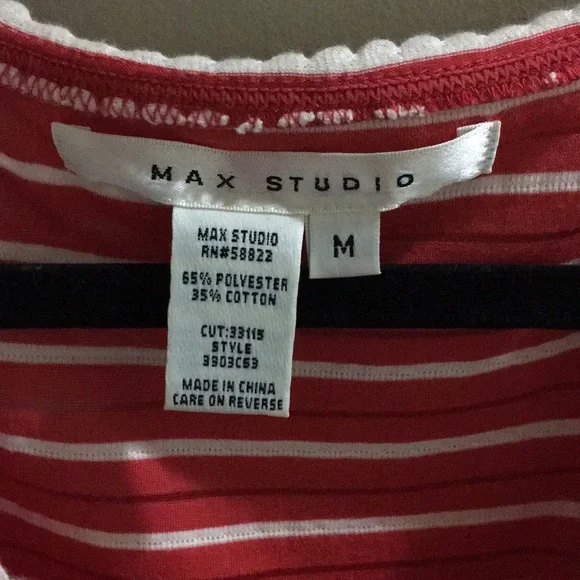 MAX STUDIO
M
MAX STUDIO
RN#58822
65% POLYESTER
35% COTTON
CUT:33115
STYLE
3903C63
MADE IN CHINA
CARE ON REVERSE